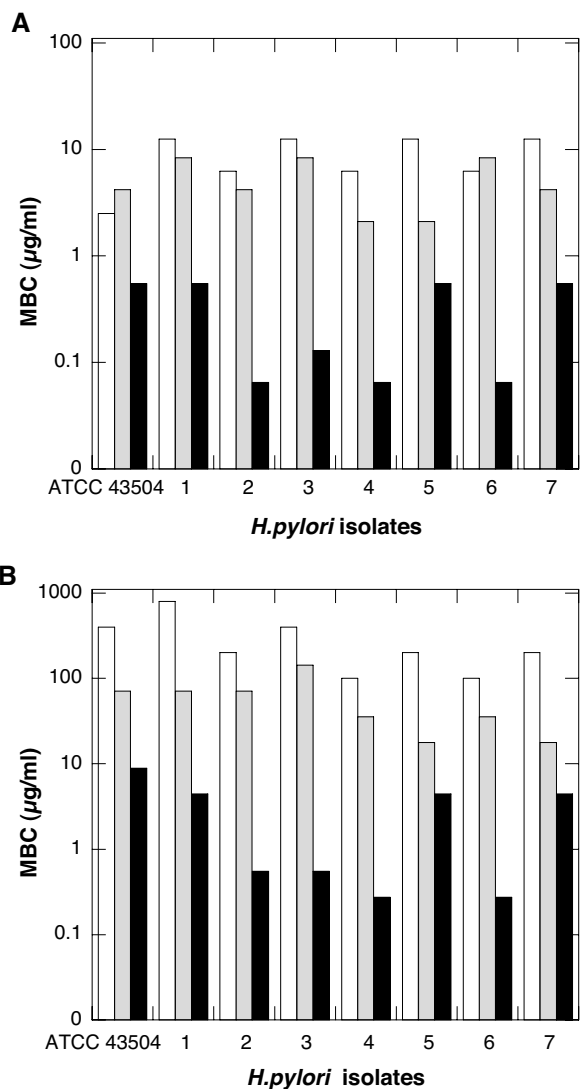 A
100
10
1
0.1
0
MBC (µg/ml)
ATCC 43504 1 2 3 4 5 6 7
H.pylori isolates
B
1000
100
10
1
0.1
0
MBC (µg/ml)
ATCC 43504 1 2 3 4 5 6 7
H.pylori isolates